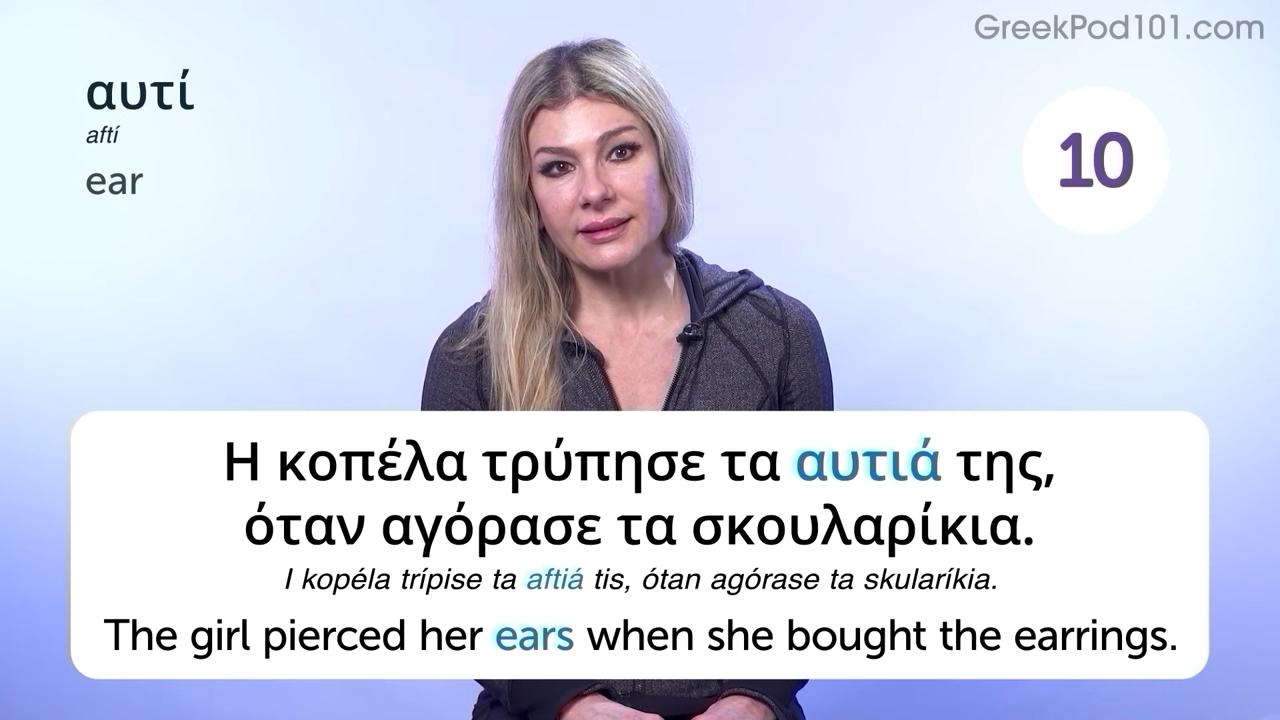 GreekPod101.com
αυτί
aftí
ear
10
Η κοπέλα τρύπησε τα αυτιά της,
όταν αγόρασε τα σκουλαρίκια.
I kopéla trípise ta aftiá tis, ótan agórase ta skularíkia.
The girl pierced her ears when she bought the earrings.